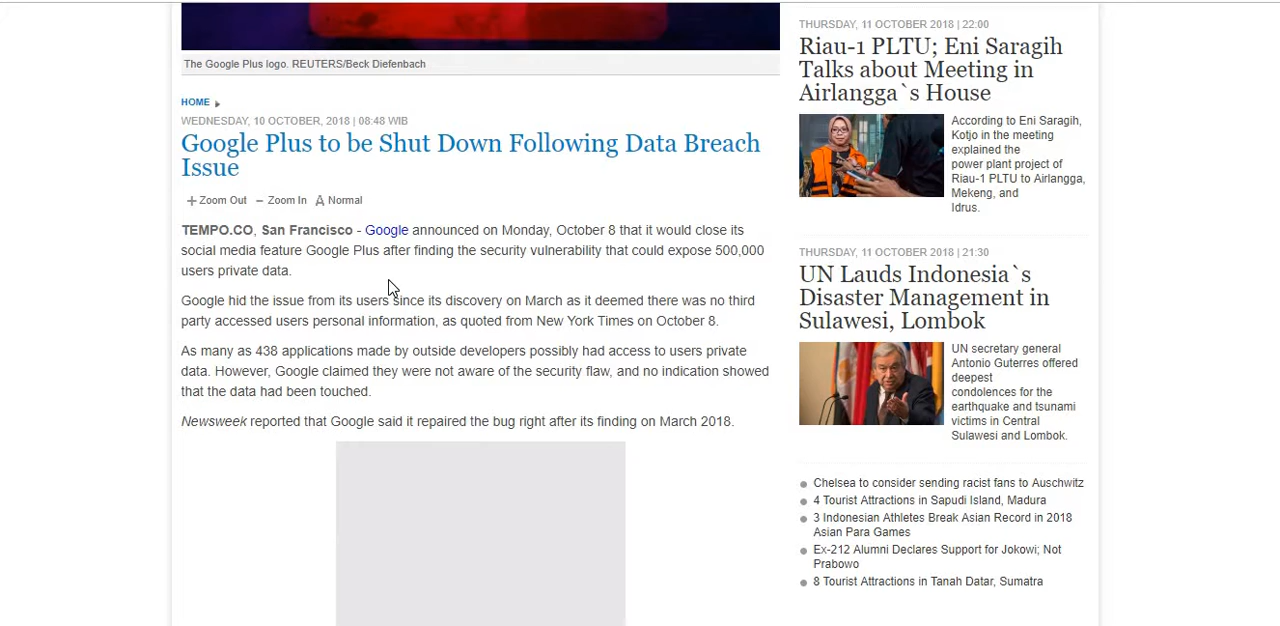 The Google Plus logo. REUTERS/Beck Diefenbach
HOME
WEDNESDAY, 10 OCTOBER, 2018 | 08:48 WIB
Google Plus to be Shut Down Following Data Breach
Issue
Zoom Out Zoom In Normal
TEMPO.CO, San Francisco - Google announced on Monday, October 8 that it would close its
social media feature Google Plus after finding the security vulnerability that could expose 500,000
users private data.
Google hid the issue from its users since its discovery on March as it deemed there was no third
party accessed users personal information, as quoted from New York Times on October 8.
As many as 438 applications made by outside developers possibly had access to users private
data. However, Google claimed they were not aware of the security flaw, and no indication showed
that the data had been touched.
Newsweek reported that Google said it repaired the bug right after its finding on March 2018.
THURSDAY, 11 OCTOBER 2018 | 22:00
Riau-1 PLTU; Eni Saragih
Talks about Meeting in
Airlangga`s House
According to Eni Saragih,
Kotjo in the meeting
explained the
power plant project of
Riau-1 PLTU to Airlangga,
Mekeng, and
Idrus.
THURSDAY, 11 OCTOBER 2018 | 21:30
UN Lauds Indonesia`s
Disaster Management in
Sulawesi, Lombok
UN secretary general
Antonio Guterres offered
deepest
condolences for the
earthquake and tsunami
victims in Central
Sulawesi and Lombok.
Chelsea to consider sending racist fans to Auschwitz
4 Tourist Attractions in Sapudi Island, Madura
3 Indonesian Athletes Break Asian Record in 2018
Asian Para Games
Ex-212 Alumni Declares Support for Jokowi; Not
Prabowo
8 Tourist Attractions in Tanah Datar, Sumatra